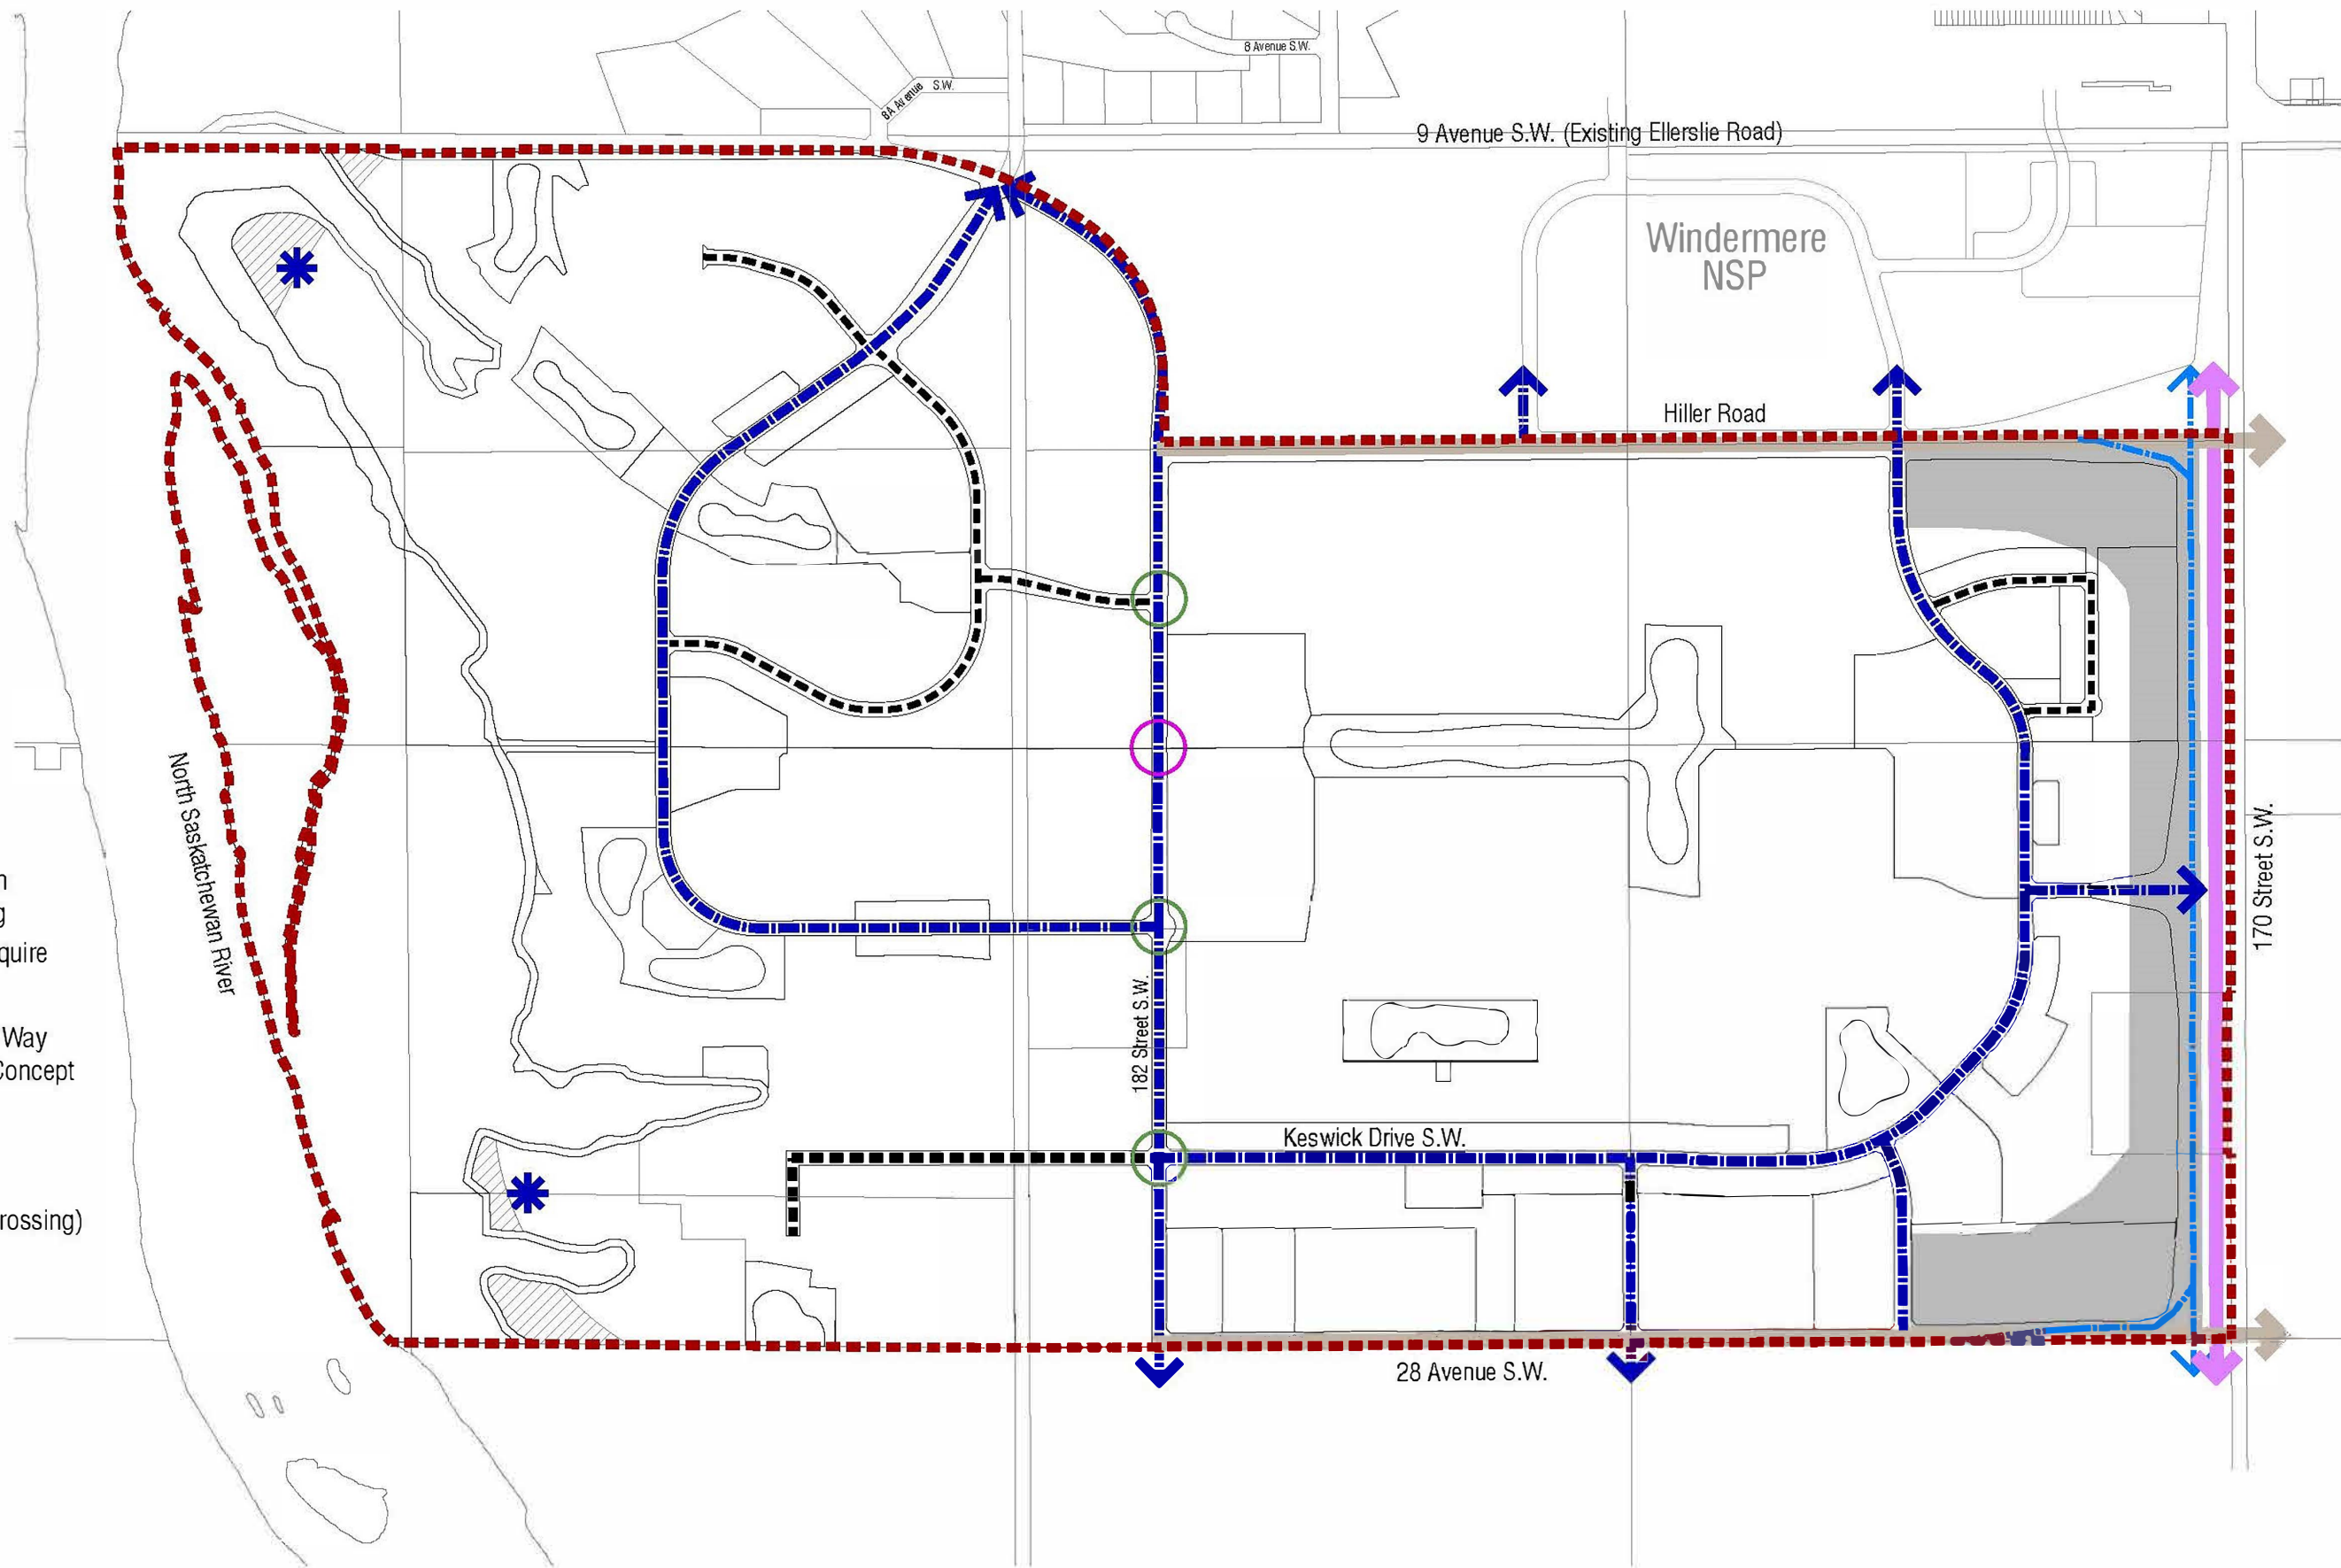 8 Avenue S.W.
8A Avenue S.W.
9 Avenue S.W. (Existing Ellerslie Road)
Windermere
NSP
Hiller Road
North Saskatchewan River
170 Street S.W.
182 Street S.W.
n
g
quire
Way
Concept
Keswick Drive S.W.
rossing)
28 Avenue S.W.